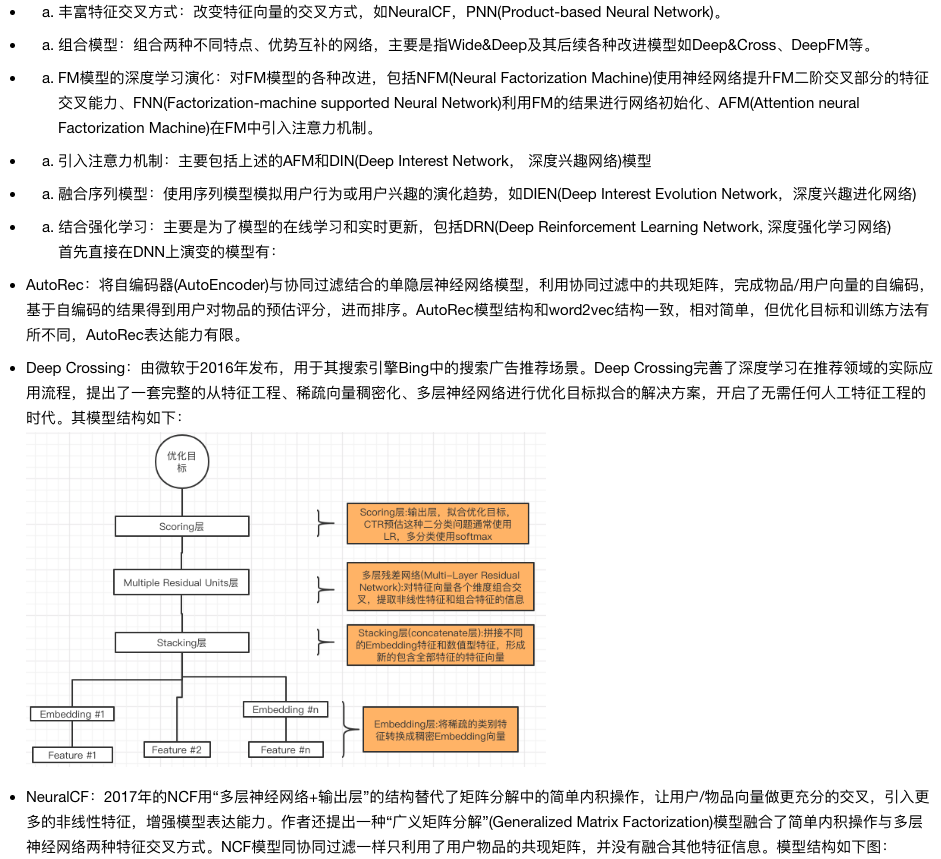 a. 丰富特征交叉方式：改变特征向量的交叉方式，如NeuralCF，PNN(Product-based Neural Network)。
a. 组合模型：组合两种不同特点、优势互补的网络，主要是指Wide&Deep及其后续各种改进模型如Deep&Cross、DeepFM等。
a. FM模型的深度学习演化：对FM模型的各种改进，包括NFM(Neural Factorization Machine)使用神经网络提升FM二阶交叉部分的特征
交叉能力、FNN(Factorization-machine supported Neural Network)利用FM的结果进行网络初始化、AFM(Attention neural
Factorization Machine)在FM中引入注意力机制。
a. 引入注意力机制：主要包括上述的AFM和DIN(Deep Interest Network， 深度兴趣网络)模型
a. 融合序列模型：使用序列模型模拟用户行为或用户兴趣的演化趋势，如DIEN(Deep Interest Evolution Network，深度兴趣进化网络)
a. 结合强化学习：主要是为了模型的在线学习和实时更新，包括DRN(Deep Reinforcement Learning Network, 深度强化学习网络)
首先直接在DNN上演变的模型有：
AutoRec：将自编码器(AutoEncoder)与协同过滤结合的单隐层神经网络模型，利用协同过滤中的共现矩阵，完成物品/用户向量的自编码，
基于自编码的结果得到用户对物品的预估评分，进而排序。AutoRec模型结构和word2vec结构一致，相对简单，但优化目标和训练方法有
所不同，AutoRec表达能力有限。
Deep Crossing：由微软于2016年发布，用于其搜索引擎Bing中的搜索广告推荐场景。Deep Crossing完善了深度学习在推荐领域的实际应
用流程，提出了一套完整的从特征工程、稀疏向量稠密化、多层神经网络进行优化目标拟合的解决方案，开启了无需任何人工特征工程的
时代。其模型结构如下：
优化目
标
Scoring层
Scoring层:输出层，拟合优化目标，
CTR预估这种二分类问题通常使用
LR，多分类使用softmax
Multiple Residual Units层
多层残差网络(Multi-Layer Residual
Network):对特征向量各个维度组合交
叉，提取非线性特征和组合特征的信息
Stacking层
Stacking层(concatenate层):拼接不同
的Embedding特征和数值型特征，形成
新的包含全部特征的特征向量
Embedding #1
Embedding #n
Embedding层:将稀疏的类别特
征转换成稠密Embedding向量
Feature #1
Feature #2
Feature #n
NeuralCF：2017年的NCF用“多层神经网络+输出层”的结构替代了矩阵分解中的简单内积操作，让用户/物品向量做更充分的交叉，引入更
多的非线性特征，增强模型表达能力。作者还提出一种“广义矩阵分解”(Generalized Matrix Factorization)模型融合了简单内积操作与多层
神经网络两种特征交叉方式。NCF模型同协同过滤一样只利用了用户物品的共现矩阵，并没有融合其他特征信息。模型结构如下图：